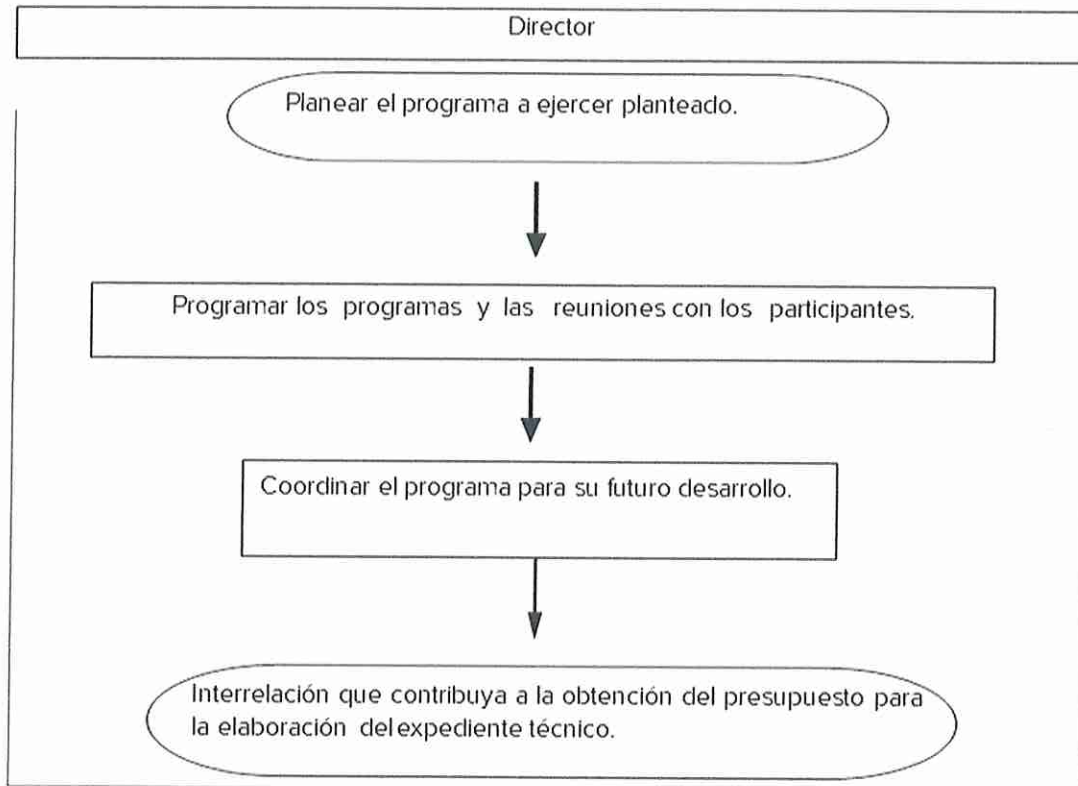 Director
Planear el programa a ejercer planteado.
Programar los programas y las reuniones con los participantes.
Coordinar el programa para su futuro desarrollo.
Interrelación que contribuya a la obtención del presupuesto para
la elaboración del expediente técnico.